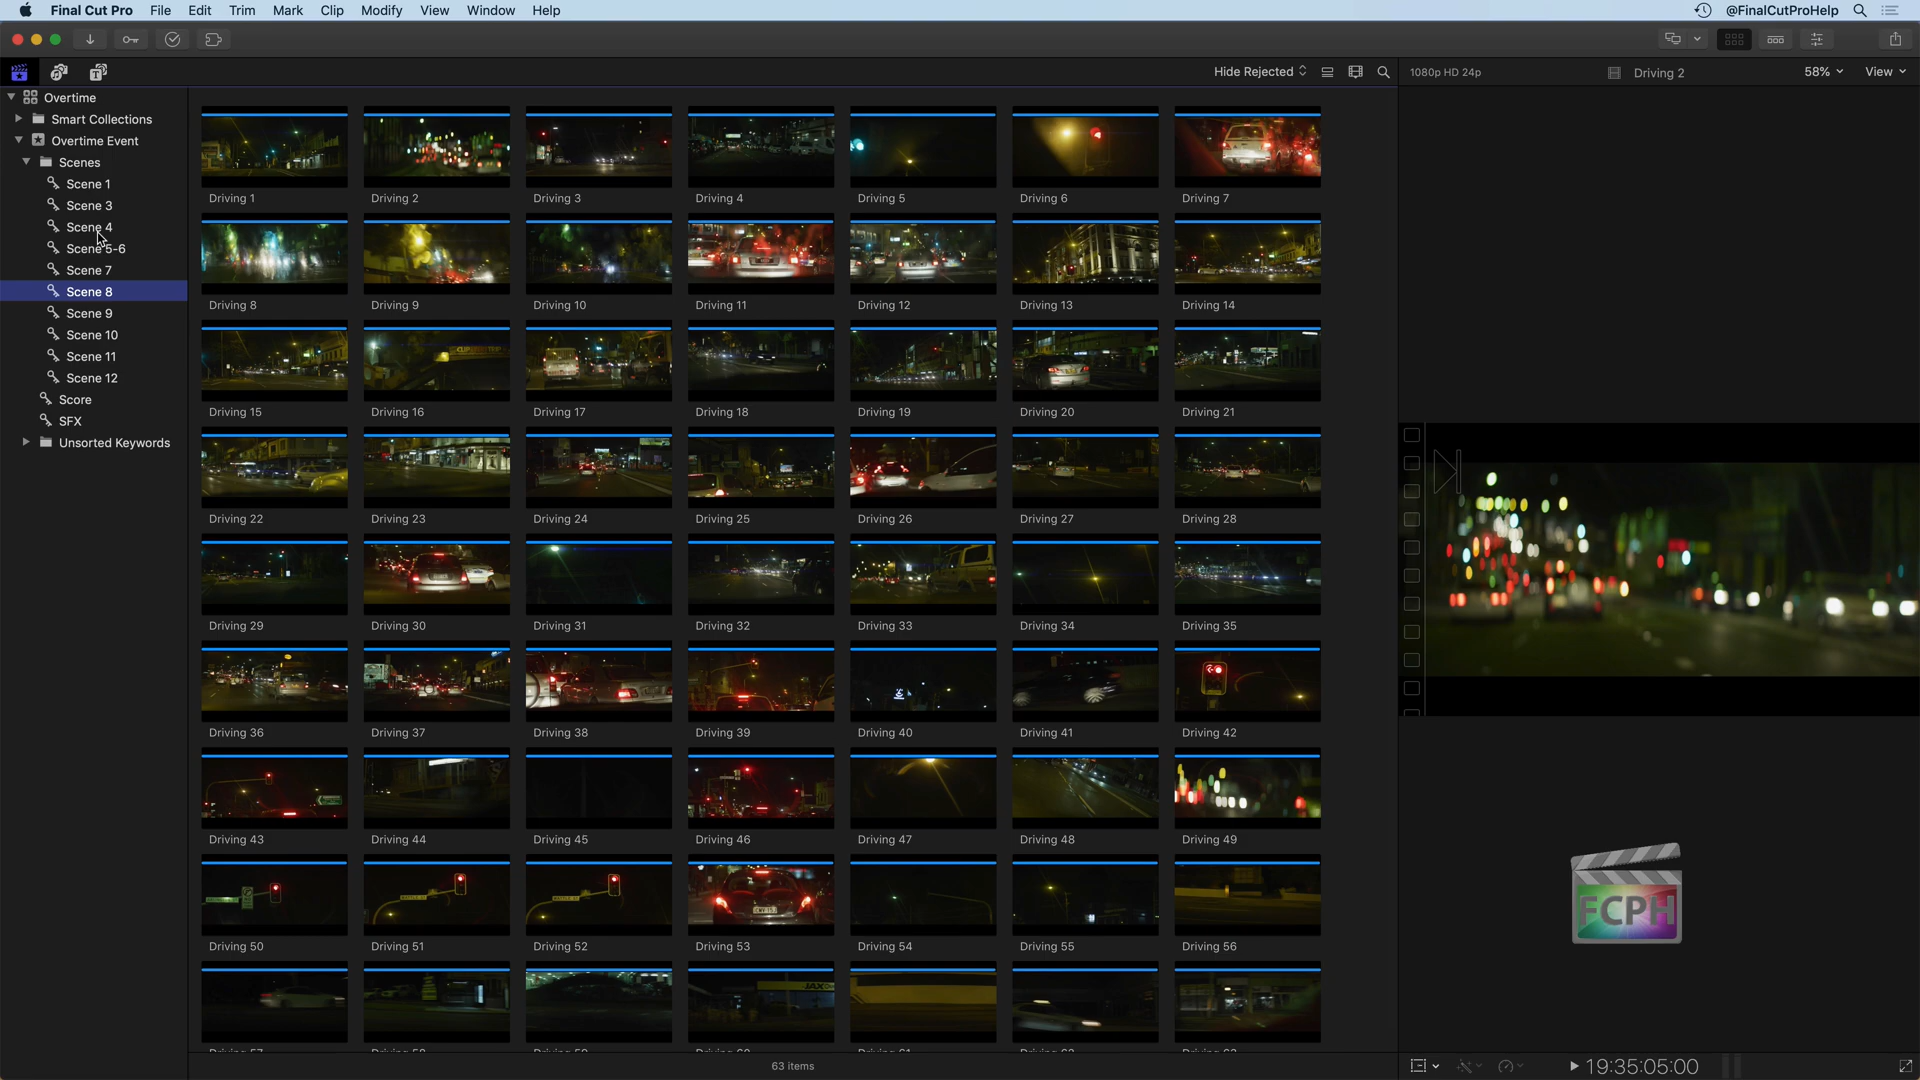 Final Cut Pro File Edit Trim Mark Clip Modify View Window Help @FinalCutProHelp
Hide Rejected 1080p HD 24p Driving 2 58% View
Overtime
Smart Collections
Overtime Event
Scenes
Scene 1
Scene 3
Scene 4
Scene 5-6
Scene 7
Scene 8
Scene 9
Scene 10
Scene 11
Scene 12
Score
SFX
Unsorted Keywords
Driving 1 Driving 2 Driving 3 Driving 4 Driving 5 Driving 6 Driving 7
Driving 8 Driving 9 Driving 10 Driving 11 Driving 12 Driving 13 Driving 14
Driving 15 Driving 16 Driving 17 Driving 18 Driving 19 Driving 20 Driving 21
Driving 22 Driving 23 Driving 24 Driving 25 Driving 26 Driving 27 Driving 28
Driving 29 Driving 30 Driving 31 Driving 32 Driving 33 Driving 34 Driving 35
Driving 36 Driving 37 Driving 38 Driving 39 Driving 40 Driving 41 Driving 42
Driving 43 Driving 44 Driving 45 Driving 46 Driving 47 Driving 48 Driving 49
Driving 50 Driving 51 Driving 52 Driving 53 Driving 54 Driving 55 Driving 56
JAX
FCPH
63 items
19:35:05:00